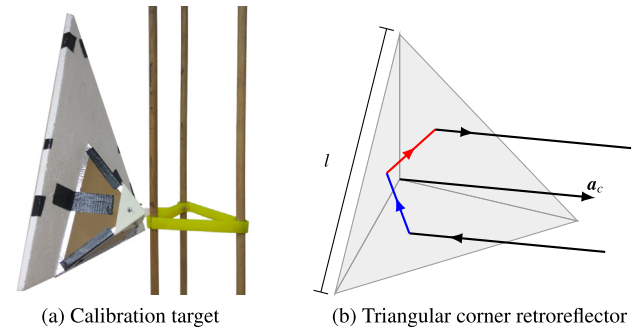 l
a_c
(a) Calibration target
(b) Triangular corner retroreflector